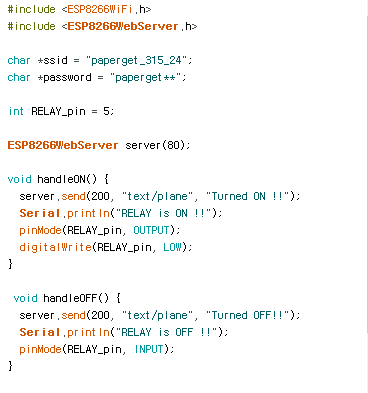 #include <ESP8266WiFi.h>
#include <ESP8266WebServer.h>
char *ssid = "paperget_315_24";
char *password = "paperget**";
int RELAY_pin = 5;
ESP8266WebServer server(80);
void handleON() {
server.send(200, "text/plane", "Turned ON !!");
Serial.println("RELAY is ON !!");
pinMode(RELAY_pin, OUTPUT);
digitalWrite(RELAY_pin, LOW);
}
void handleOFF() {
server.send(200, "text/plane", "Turned OFF!!");
Serial.println("RELAY is OFF !!");
pinMode(RELAY_pin, INPUT);
}